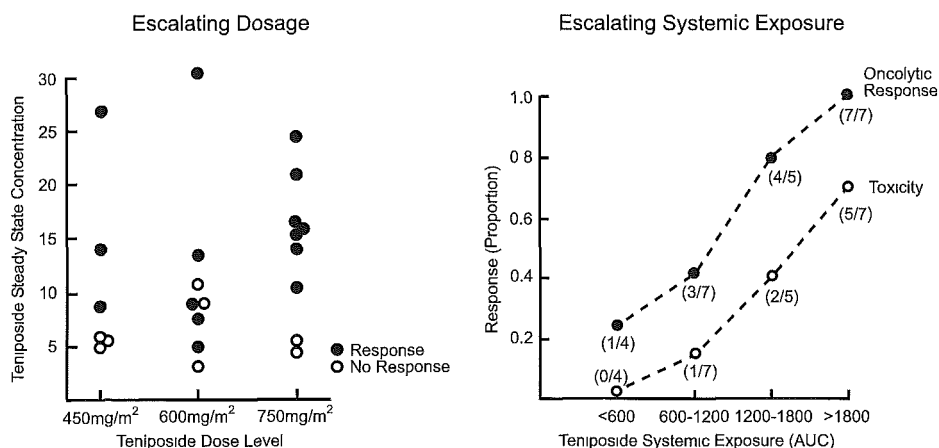 Escalating Dosage
Teniposide Steady State Concentration
30
25
20
15
10
5
Response
No Response
450mg/m²
600mg/m²
750mg/m²
Teniposide Dose Level
Escalating Systemic Exposure
Response (Proportion)
1.0
0.8
0.6
0.4
0.2
Oncolytic
Response
(7/7)
(4/5)
Toxicity
(5/7)
(3/7)
(2/5)
(1/4)
(0/4)
(1/7)
<600
600-1200
1200-1800
>1800
Teniposide Systemic Exposure (AUC)